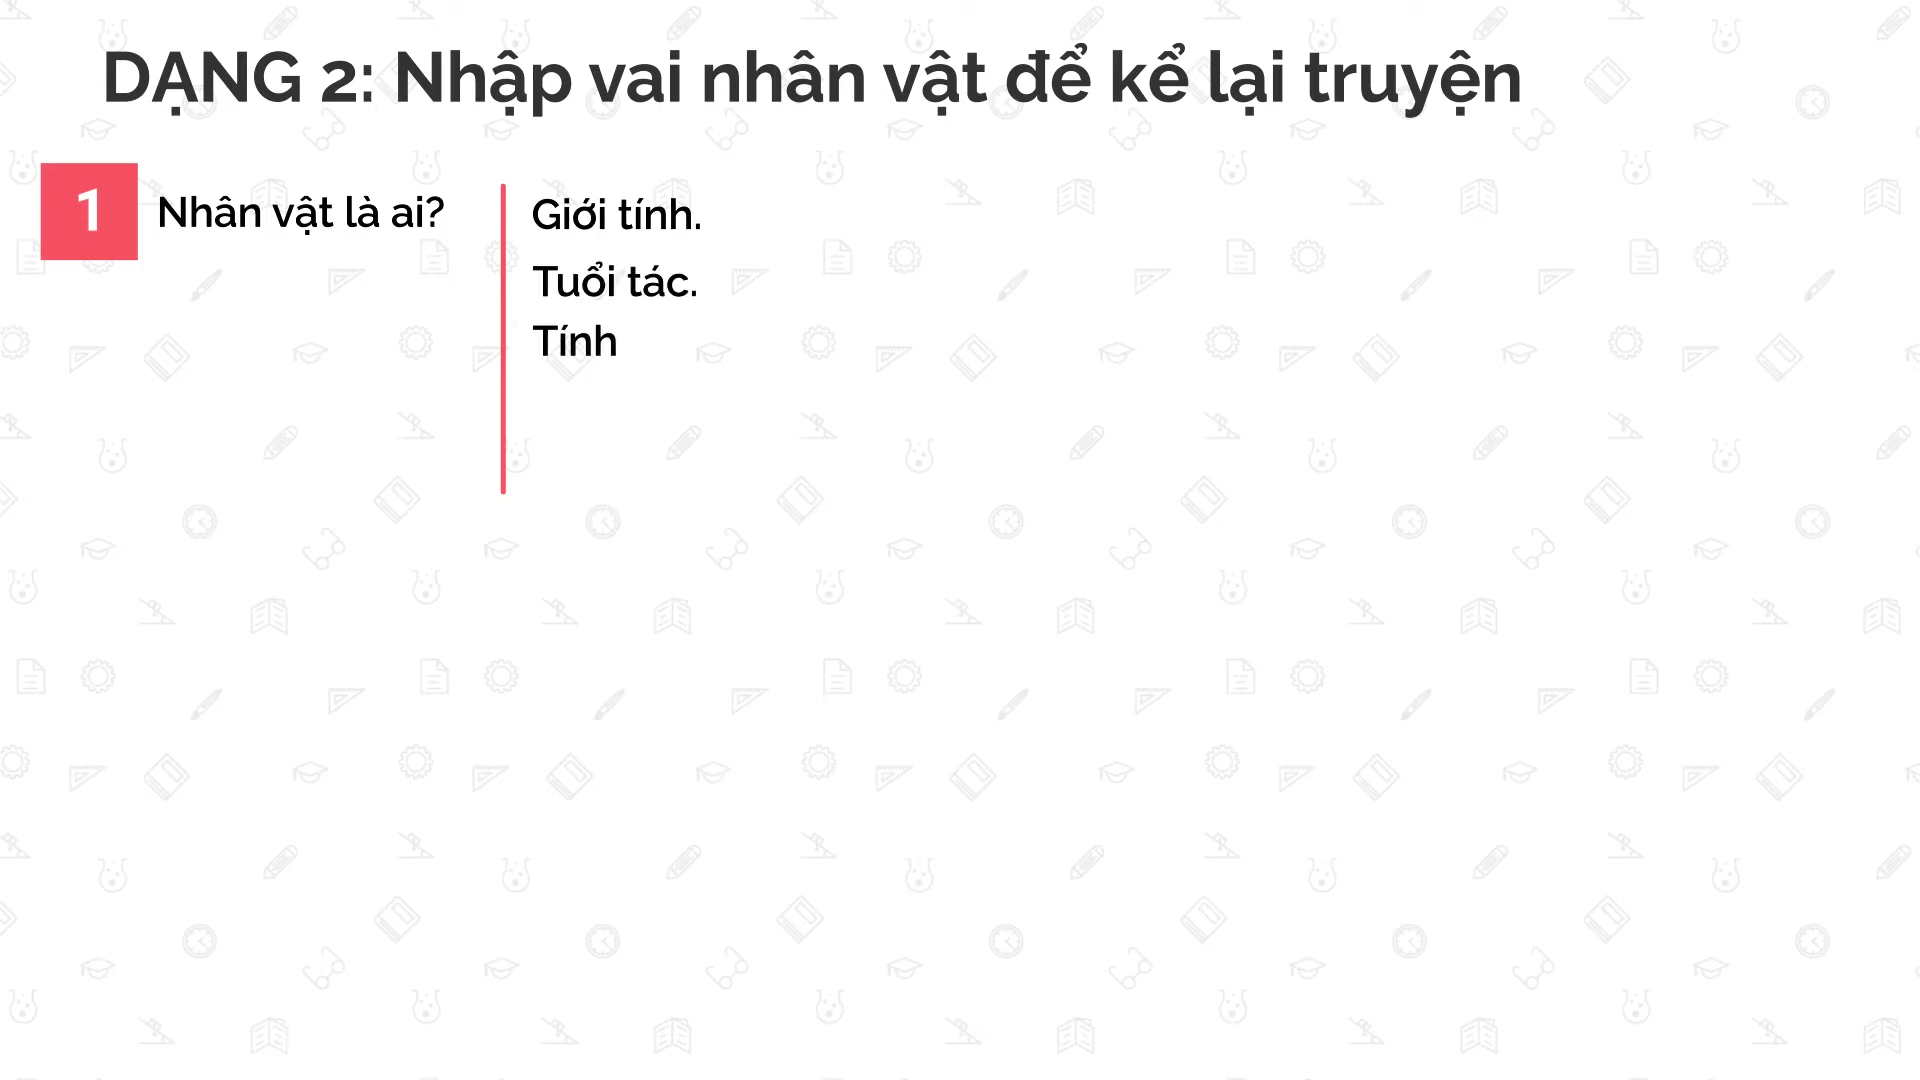 DẠNG 2: Nhập vai nhân vật để kể lại truyện
1
Nhân vật là ai?
Giới tính.
Tuổi tác.
Tính